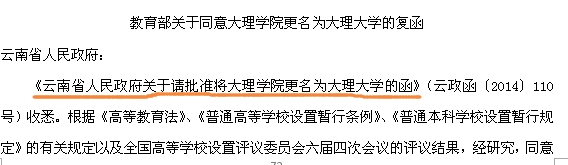 教育部关于同意大理学院更名为大理大学的复函
云南省人民政府：
《云南省人民政府关于请批准将大理学院更名为大理大学的函》（云政函〔2014〕110
号）收悉。根据《高等教育法》、《普通高等学校设置暂行条例》、《普通本科学校设置暂行规
定》的有关规定以及全国高等学校设置评议委员会六届四次会议的评议结果，经研究，同意